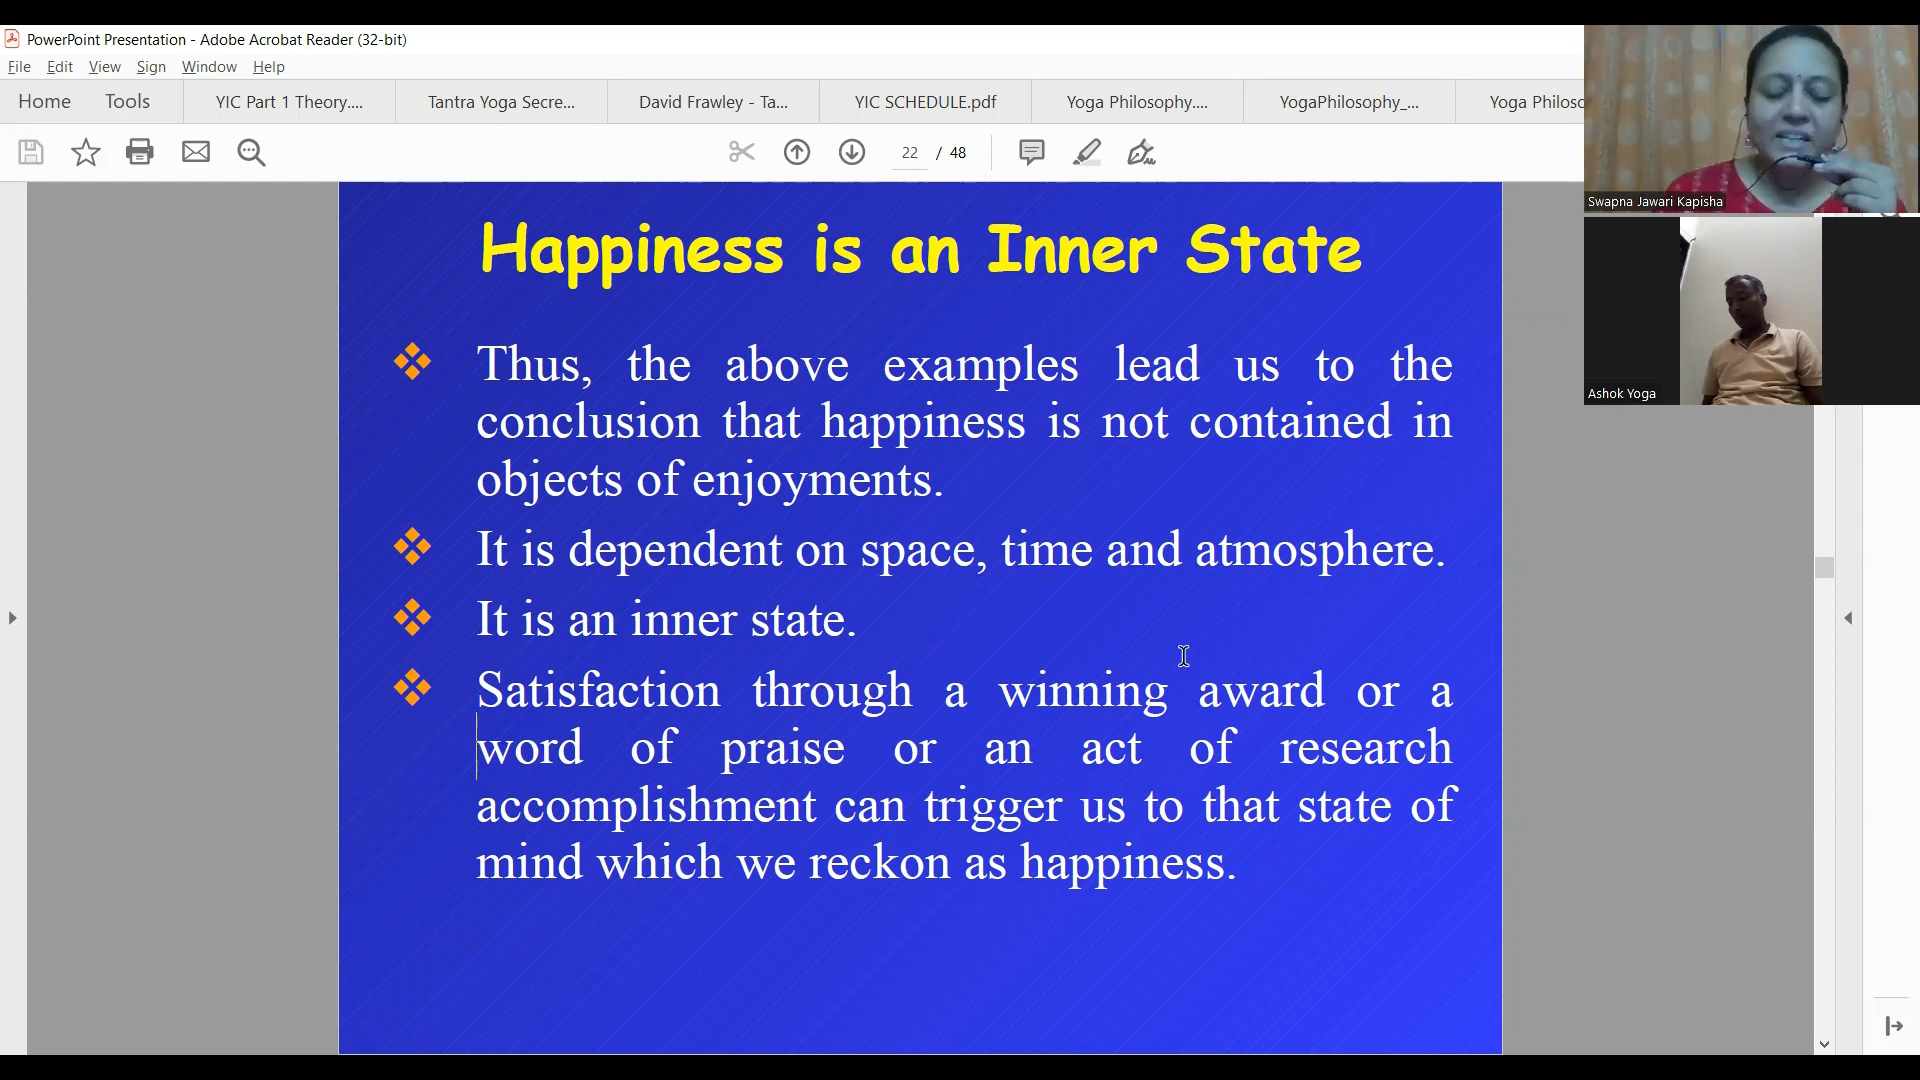 PowerPoint Presentation - Adobe Acrobat Reader (32-bit)
File Edit View Sign Window Help
Home Tools YIC Part 1 Theory.... Tantra Yoga Secre... David Frawley - Ta... YIC SCHEDULE.pdf Yoga Philosophy.... YogaPhilosophy_... Yoga Philoso
22 / 48
Swapna Jawari Kapisha
Ashok Yoga
Happiness is an Inner State
Thus, the above examples lead us to the
conclusion that happiness is not contained in
objects of enjoyments.
It is dependent on space, time and atmosphere.
It is an inner state.
Satisfaction through a winning award or a
word of praise or an act of research
accomplishment can trigger us to that state of
mind which we reckon as happiness.